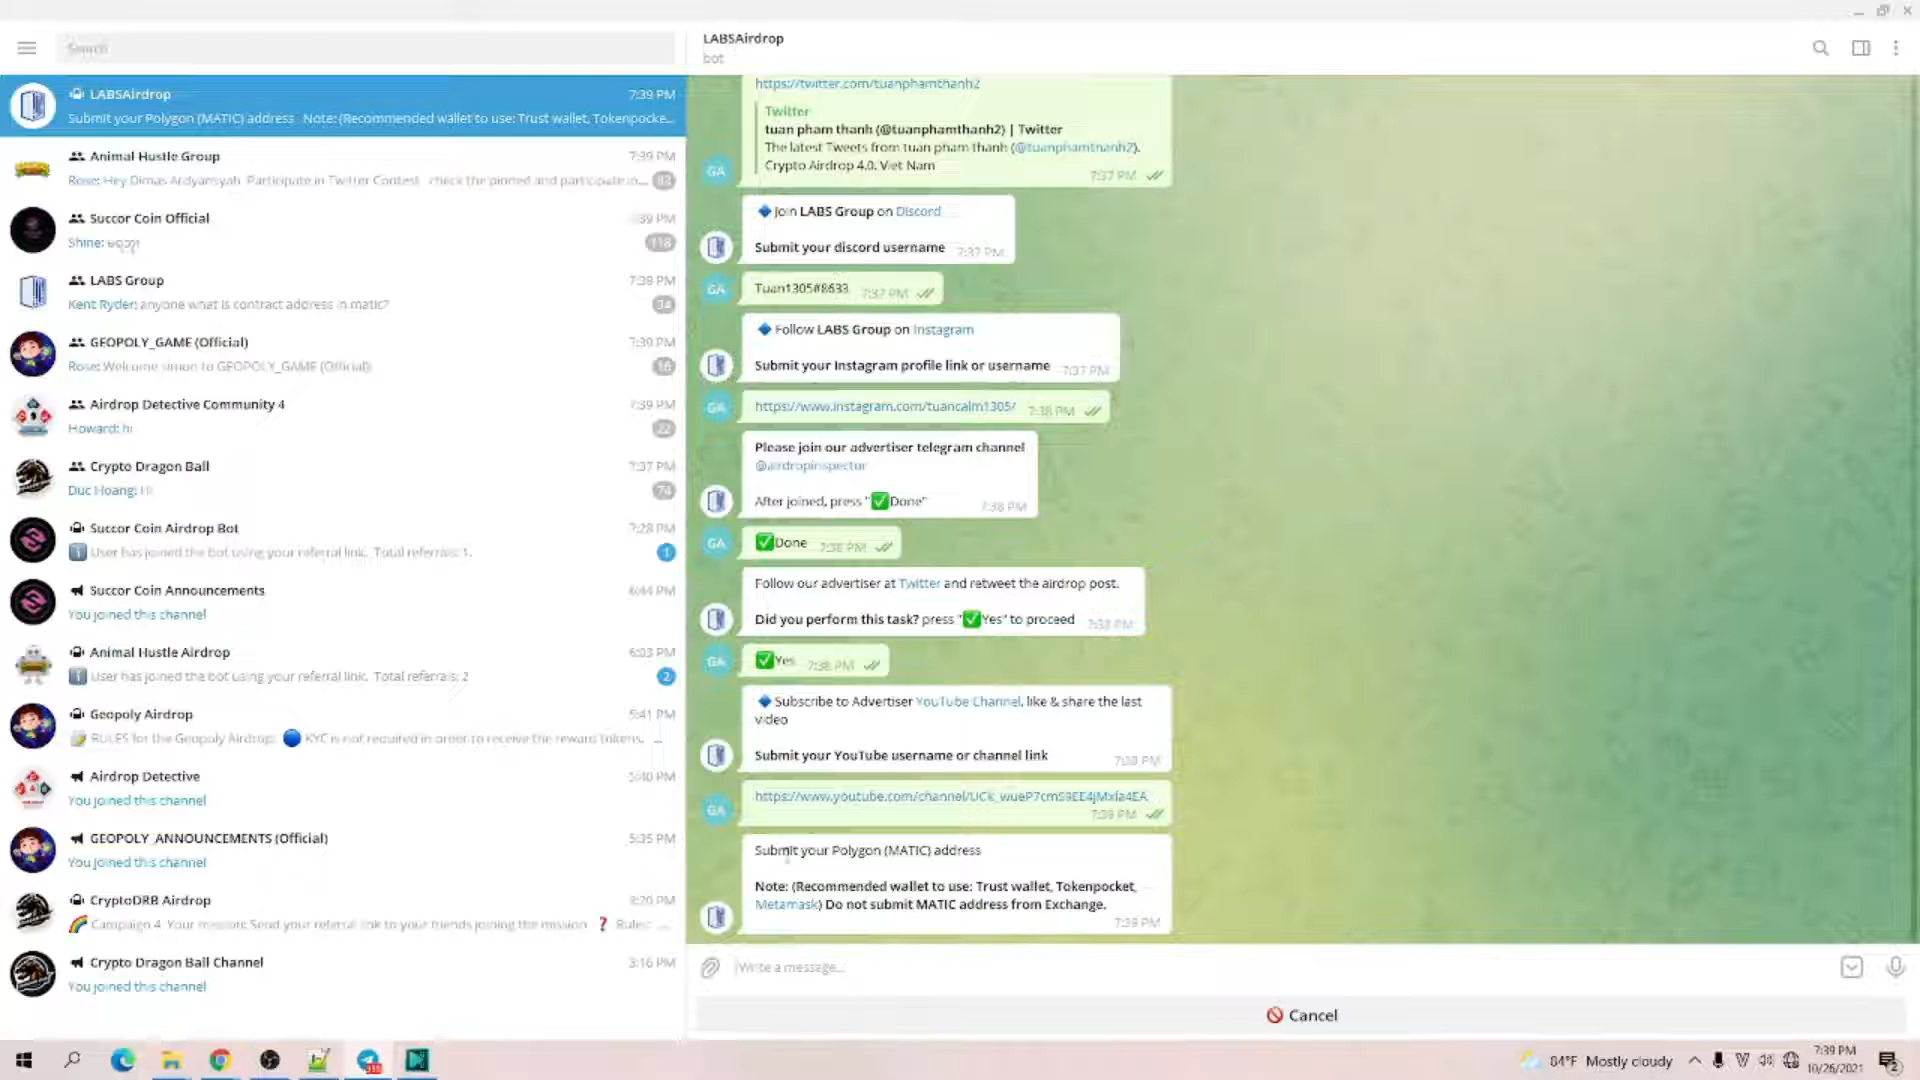 Search
LABSAirdrop
7:39 PM
Submit your Polygon (MATIC) address Note: (Recommended wallet to use: Trust wallet, Tokenpocke...
Animal Hustle Group
7:39 PM
Rose: Hey Dimas Ardyansyah Participate in Twitter Contest check the pinned and participate in...
Succor Coin Official
Shine:
118
LABS Group
7:39 PM
Kent Ryder: anyone what is contract address in matic?
34
GEOPOLY_GAME (Official)
7:39 PM
Rose: Welcome simon to GEOPOLY_GAME (Official)
16
Airdrop Detective Community 4
7:39 PM
Howard: hi
22
Crypto Dragon Ball
7:37 PM
Duc Hoang: Hi
74
Succor Coin Airdrop Bot
7:28 PM
User has joined the bot using your referral link. Total referrals: 1.
1
Succor Coin Announcements
6:44 PM
You joined this channel
Animal Hustle Airdrop
6:03 PM
User has joined the bot using your referral link. Total referrals: 2
2
Geopoly Airdrop
5:41 PM
RULES for the Geopoly Airdrop: KYC is not required in order to receive the reward tokens. ...
Airdrop Detective
5:40 PM
You joined this channel
GEOPOLY_ANNOUNCEMENTS (Official)
5:35 PM
You joined this channel
CryptoDRB Airdrop
3:20 PM
Campaign 4 Your mission: Send your referral link to your friends joining the mission ❓ Rules: ...
Crypto Dragon Ball Channel
3:16 PM
You joined this channel
LABSAirdrop
bot
https://twitter.com/tuanphamthanh2
Twitter
tuan pham thanh (@tuanphamthanh2) | Twitter
The latest Tweets from tuan pham thanh (@tuanphamthanh2).
Crypto Airdrop 4.0. Viet Nam
GA
7:37 PM
Join LABS Group on Discord
Submit your discord username
7:37 PM
GA
Tuan1305#8633
7:37 PM
Follow LABS Group on Instagram
Submit your Instagram profile link or username
7:37 PM
GA
https://www.instagram.com/tuancalm1305/
7:38 PM
Please join our advertiser telegram channel
@airdropinspector
After joined, press "✅Done"
7:38 PM
GA
✅Done
7:38 PM
Follow our advertiser at Twitter and retweet the airdrop post.
Did you perform this task? press "✅Yes" to proceed
7:38 PM
GA
✅Yes
7:38 PM
Subscribe to Advertiser YouTube Channel, like & share the last
video
Submit your YouTube username or channel link
7:38 PM
GA
7:39 PM
Submit your Polygon (MATIC) address
Note: (Recommended wallet to use: Trust wallet, Tokenpocket,
Metamask) Do not submit MATIC address from Exchange.
7:39 PM
Write a message...
Cancel
84°F Mostly cloudy
7:39 PM
10/26/2021